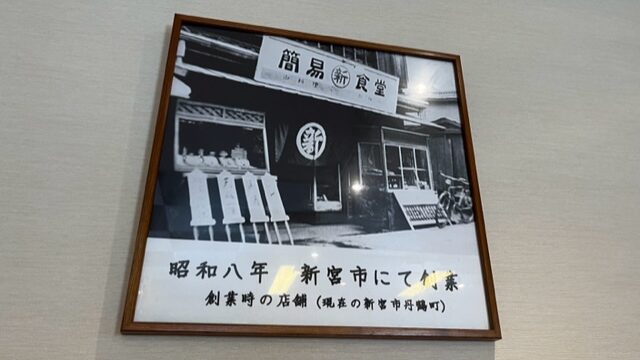 簡易 新 食堂
新
昭和八年 新宮市にて創業
創業時の店舗 (現在の新宮市丹鶴町)